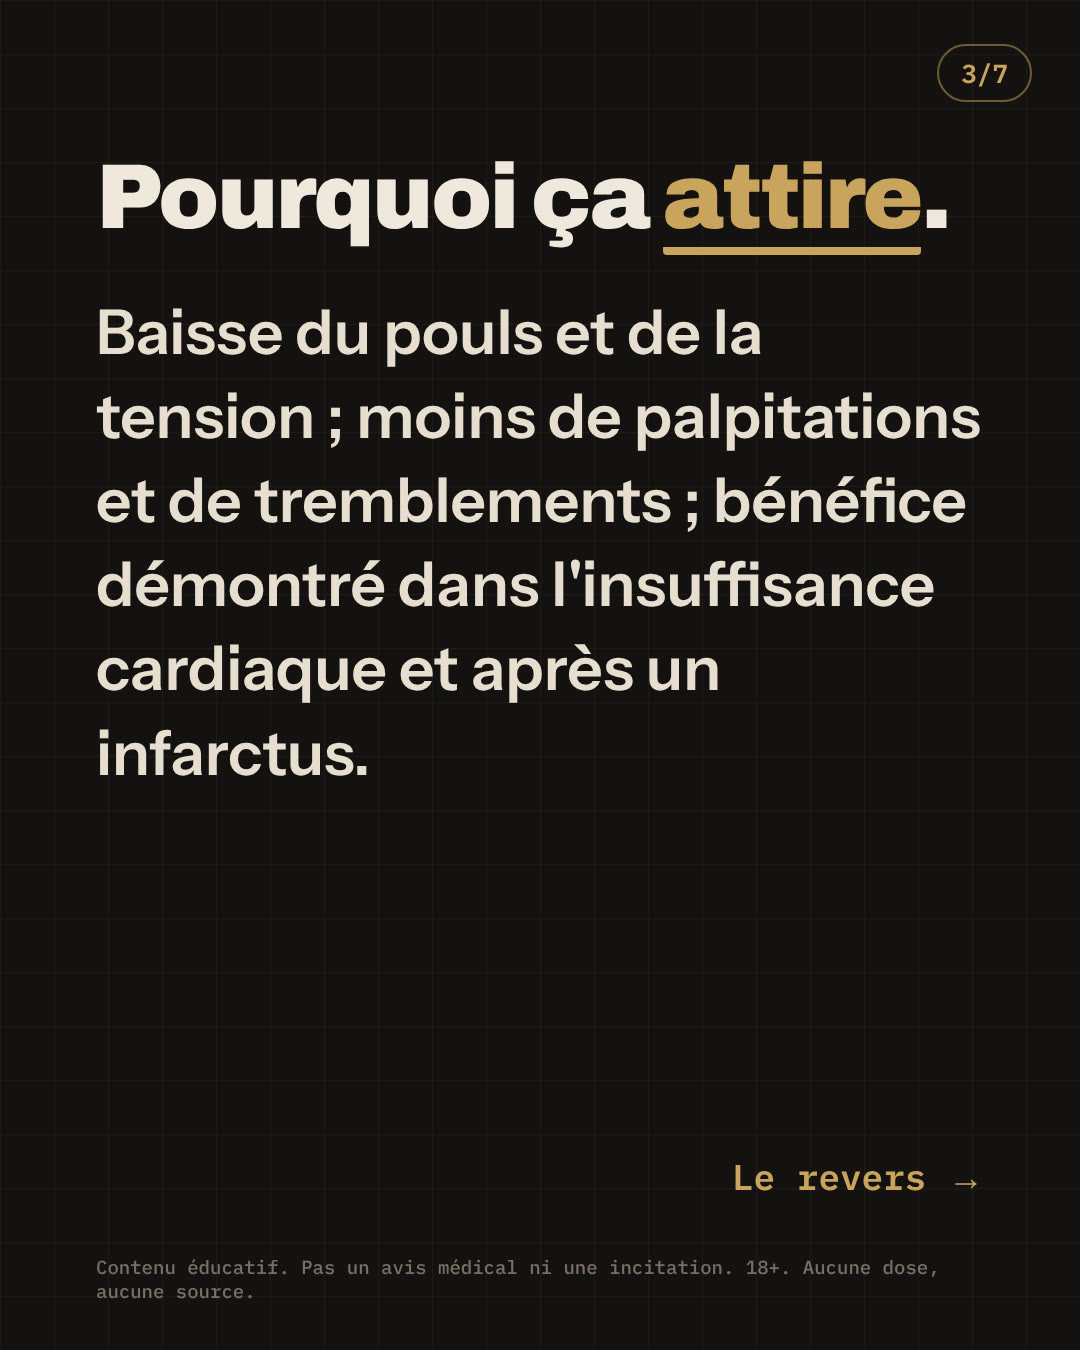 3/7
Pourquoi ça attire.
Baisse du pouls et de la
tension ; moins de palpitations
et de tremblements ; bénéfice
démontré dans l'insuffisance
cardiaque et après un
infarctus.
Le revers →
Contenu éducatif. Pas un avis médical ni une incitation. 18+. Aucune dose,
aucune source.